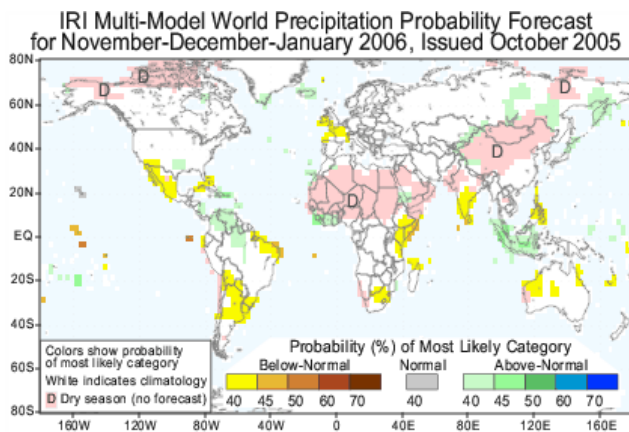 IRI Multi-Model World Precipitation Probability Forecast
for November-December-January 2006, Issued October 2005
80N
60N
40N
20N
EQ
20S
40S
60S
80S
D
D
D
D
D
Colors show probability
of most likely category
White indicates climatology
D Dry season (no forecast)
Probability (%) of Most Likely Category
Below-Normal Normal Above-Normal
40 45 50 60 70 40 40 45 50 60 70
160W 120W 80W 40W 0 40E 80E 120E 160E